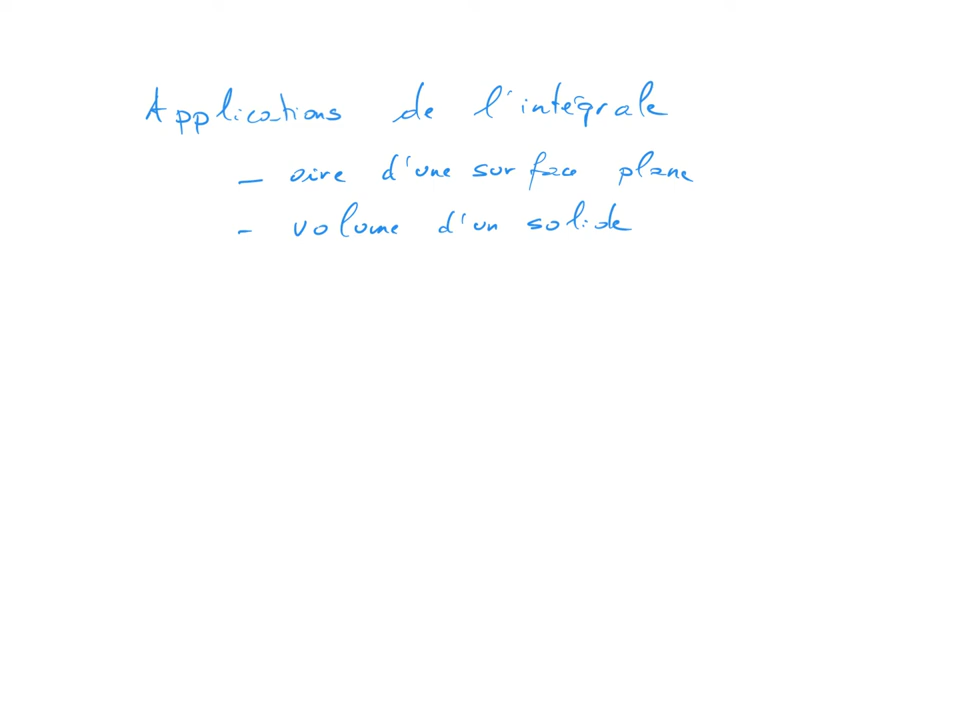 Applications de l'intégrale
- aire d'une surface plane
- volume d'un solide